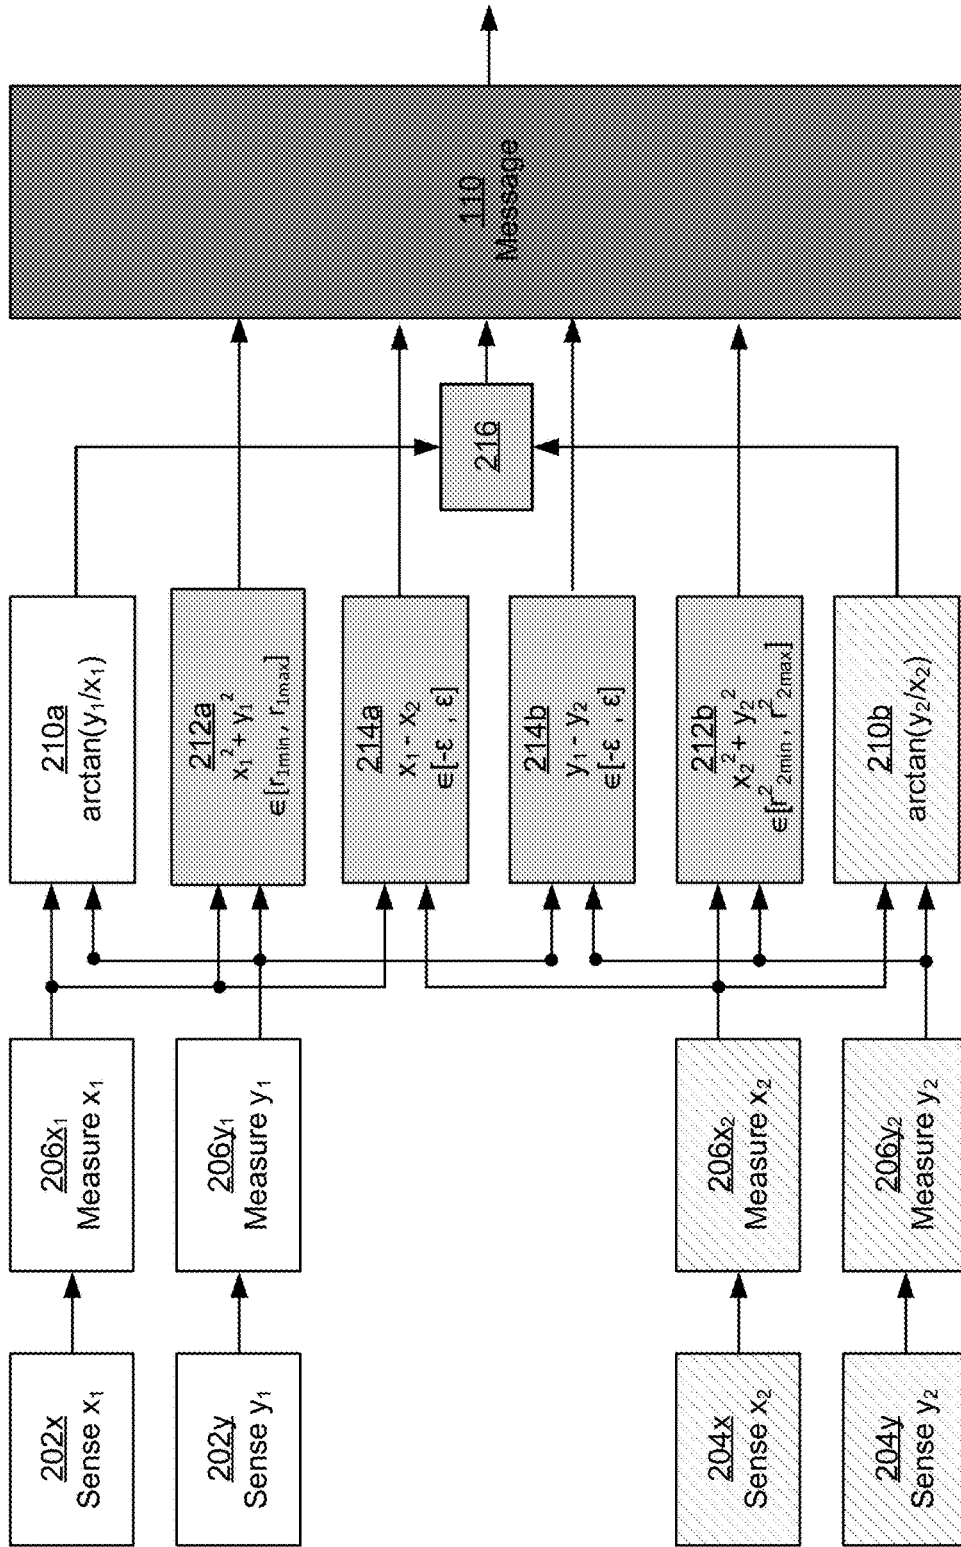 202x
Sense x₁
206x₁
Measure x₁
210a
arctan(y₁/x₁)
202y
Sense y₁
206y₁
Measure y₁
212a
x₁² + y₁²
∈[r₁min , r₁max]
214a
x₁ – x₂
∈[-ε , ε]
216
110
Message
214b
y₁ – y₂
∈[-ε , ε]
204x
Sense x₂
206x₂
Measure x₂
212b
x₂² + y₂²
∈[r²₂min , r²₂max]
204y
Sense y₂
206y₂
Measure y₂
210b
arctan(y₂/x₂)